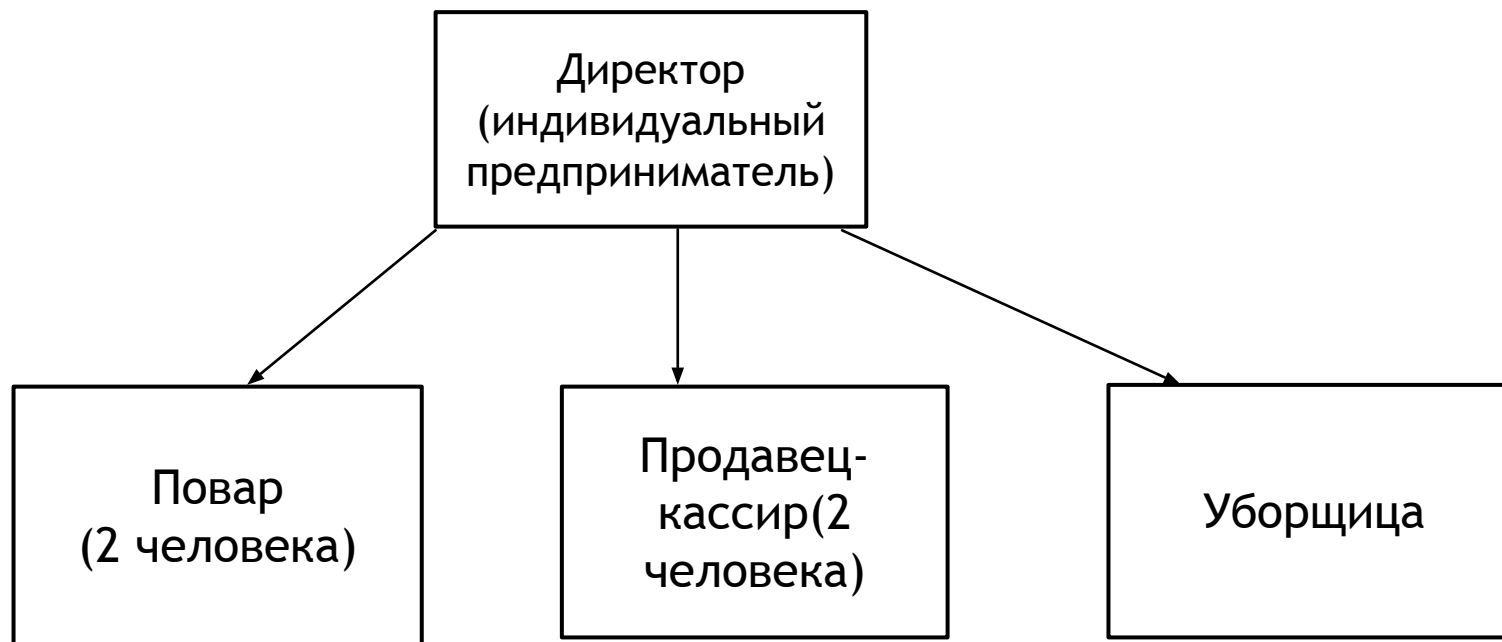 Директор
(индивидуальный
предприниматель)
Повар
(2 человека)
Продавец-
кассир(2
человека)
Уборщица